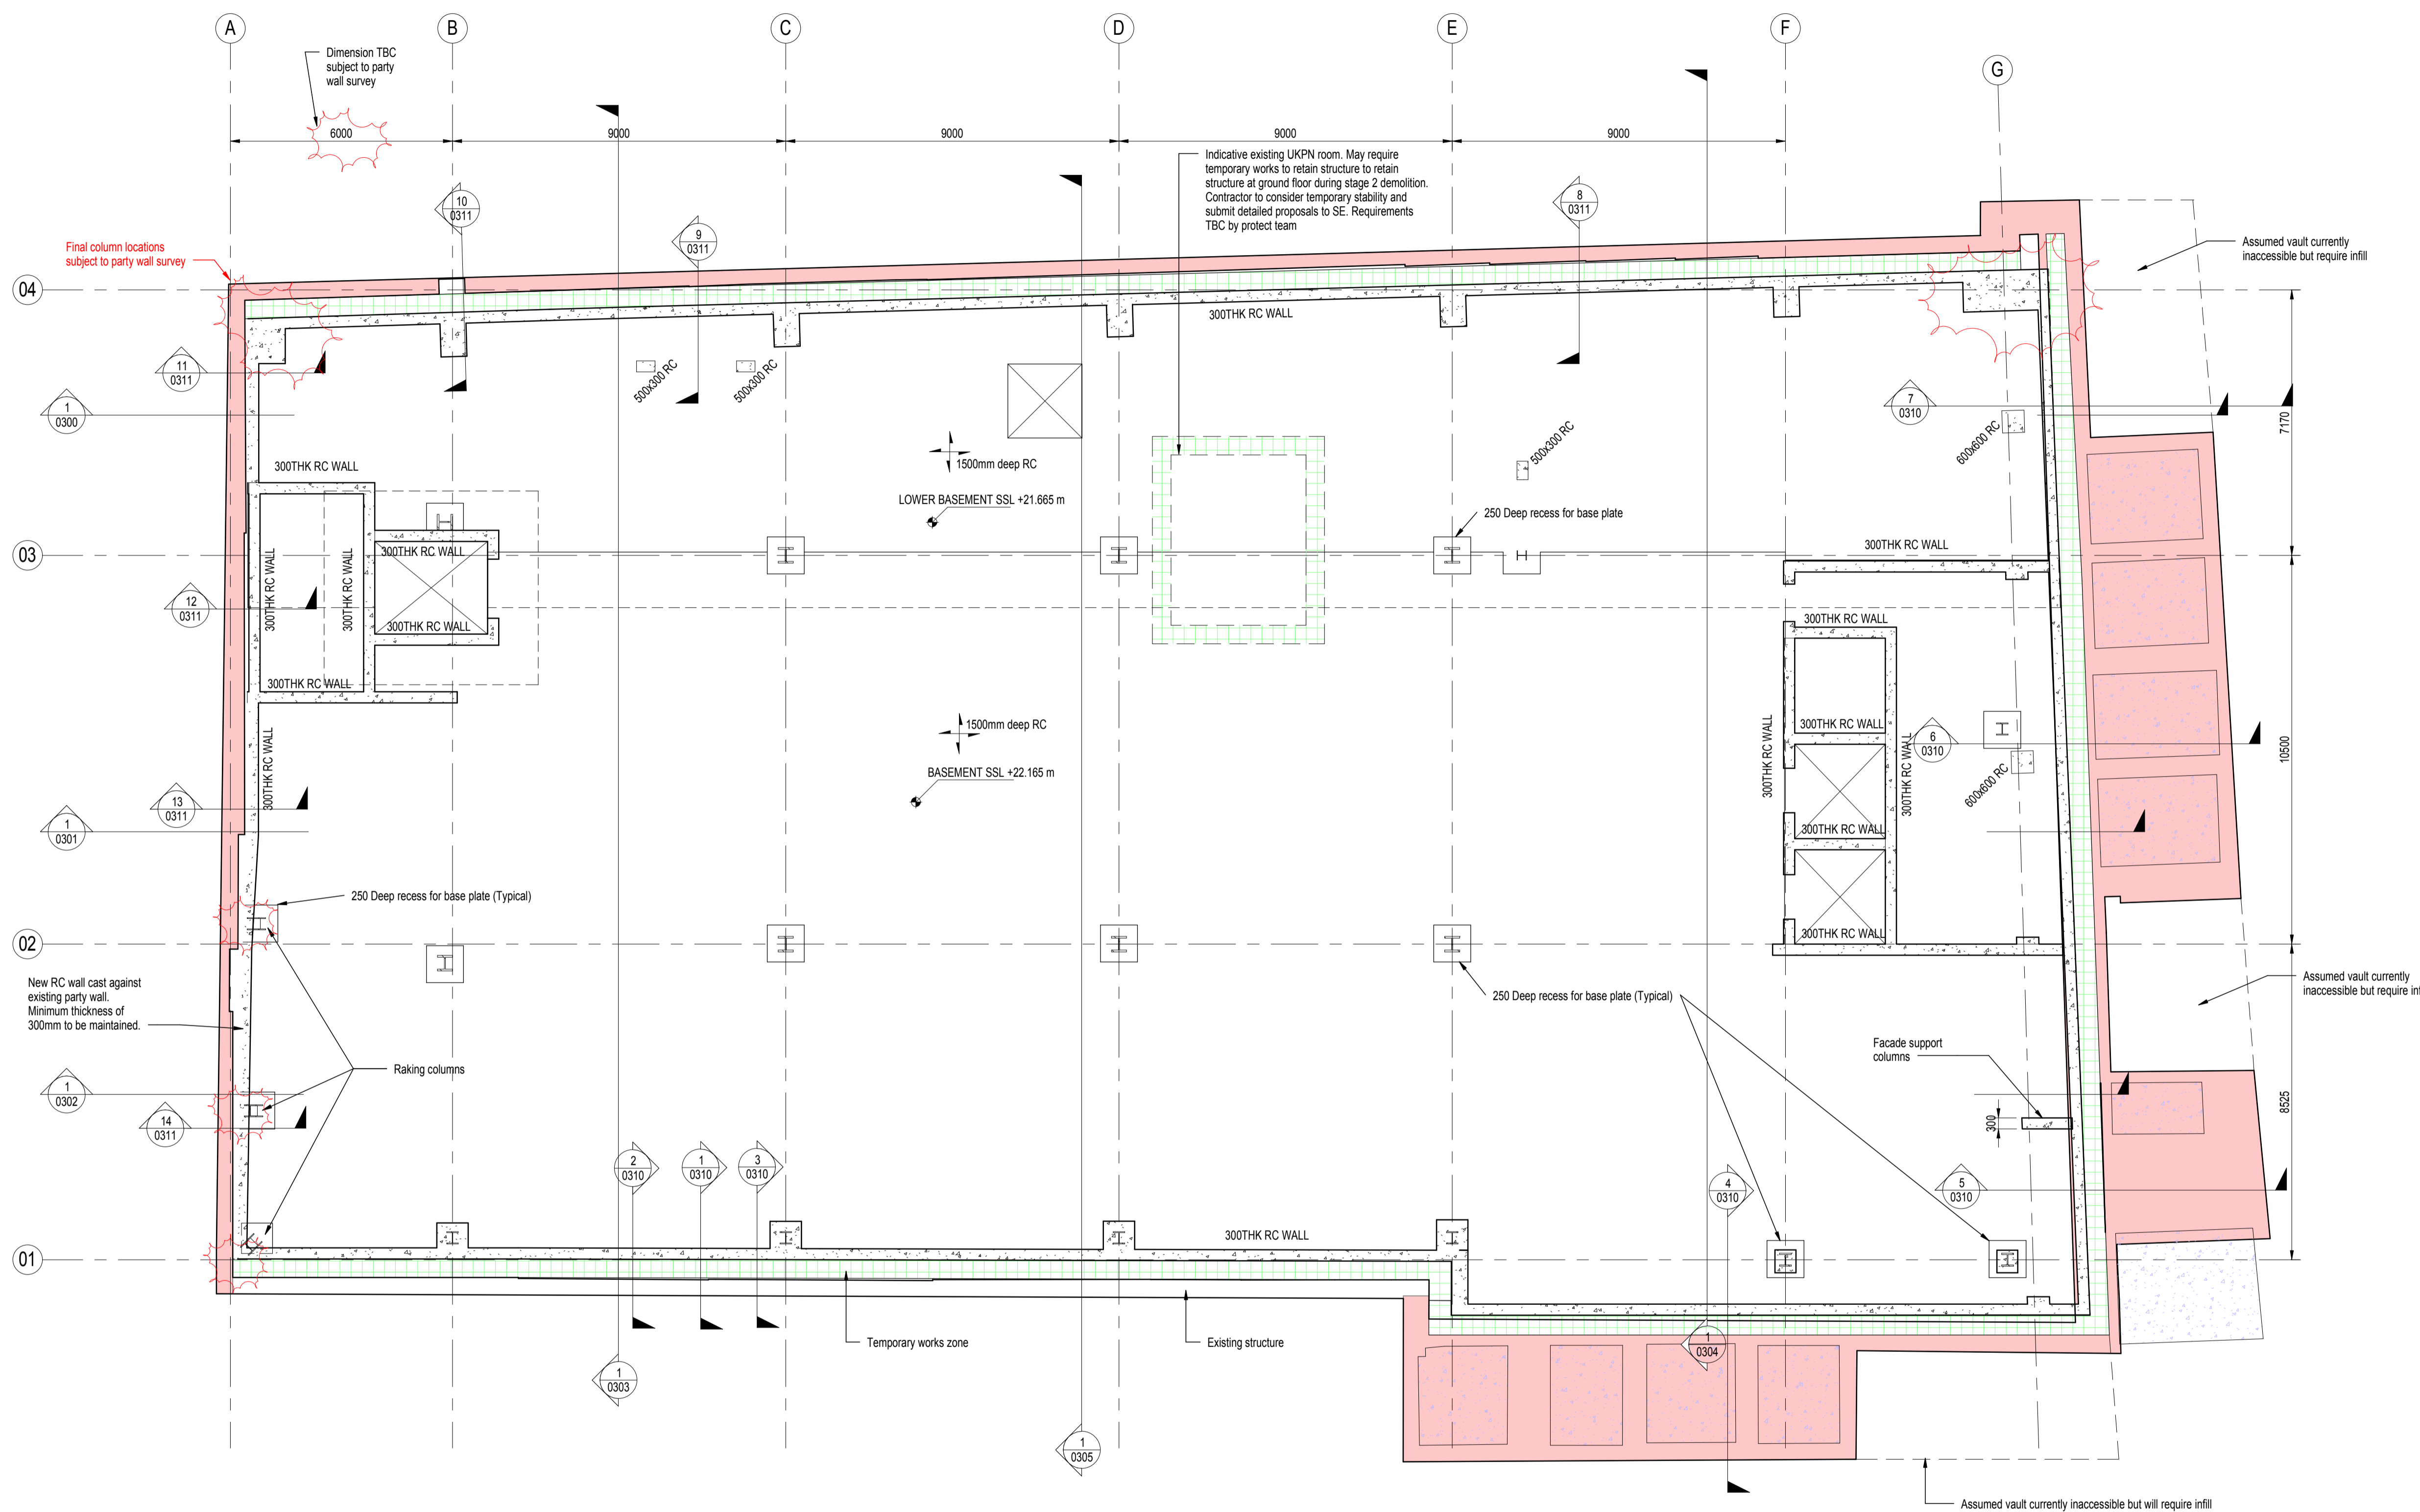 A
B
C
D
E
F
G
Dimension TBC
subject to party
wall survey
6000
9000
9000
9000
9000
Indicative existing UKPN room. May require
temporary works to retain structure to retain
structure at ground floor during stage 2 demolition.
Contractor to consider temporary stability and
submit detailed proposals to SE. Requirements
TBC by protect team
10
0311
9
0311
8
0311
Final column locations
subject to party wall survey
Assumed vault currently
inaccessible but require infill
04
300THK RC WALL
11
0311
1
0300
500x300 RC
500x300 RC
7
0310
7170
600x600 RC
500x300 RC
300THK RC WALL
1500mm deep RC
LOWER BASEMENT SSL +21.665 m
250 Deep recess for base plate
03
300THK RC WALL
300THK RC WALL
300THK RC WALL
300THK RC WALL
12
0311
300THK RC WALL
300THK RC WALL
300THK RC WALL
1500mm deep RC
300THK RC WALL
300THK RC WALL
300THK RC WALL
300THK RC WALL
6
0310
10500
BASEMENT SSL +22.165 m
600x600 RC
13
0311
1
0301
300THK RC WALL
250 Deep recess for base plate (Typical)
300THK RC WALL
02
New RC wall cast against
existing party wall.
Minimum thickness of
300mm to be maintained.
250 Deep recess for base plate (Typical)
Assumed vault currently
inaccessible but require inf
Facade support
columns
Raking columns
1
0302
14
0311
300
8525
2
0310
1
0310
3
0310
4
0310
5
0310
300THK RC WALL
01
Temporary works zone
Existing structure
1
0304
1
0303
1
0305
Assumed vault currently inaccessible but will require infill